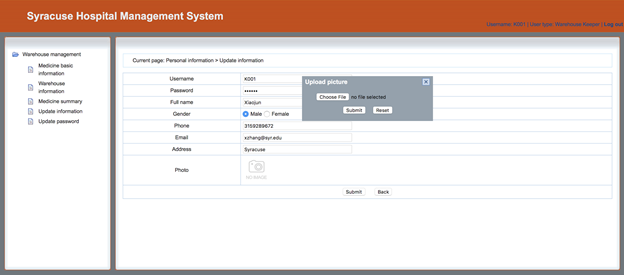 Syracuse Hospital Management System
Username: K001 | User type: Warehouse Keeper | Log out
Warehouse management
Medicine basic
information
Warehouse
information
Medicine summary
Update information
Update password
Current page: Personal information > Update information
Username K001
Password ••••••
Full name Xiaojun
Gender Male Female
Phone 3159289672
Email xzhang@syr.edu
Address Syracuse
Photo NO IMAGE
Submit Back
Upload picture
Choose File no file selected
Submit Reset